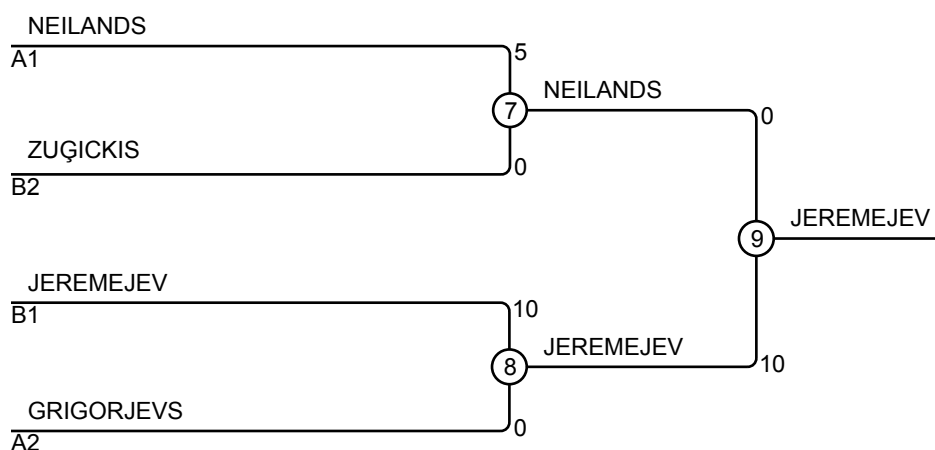 NEILANDS
A1
5
7
NEILANDS
0
ZUĢICKIS
B2
0
9
JEREMEJEV
JEREMEJEV
B1
10
8
JEREMEJEV
10
GRIGORJEVS
A2
0